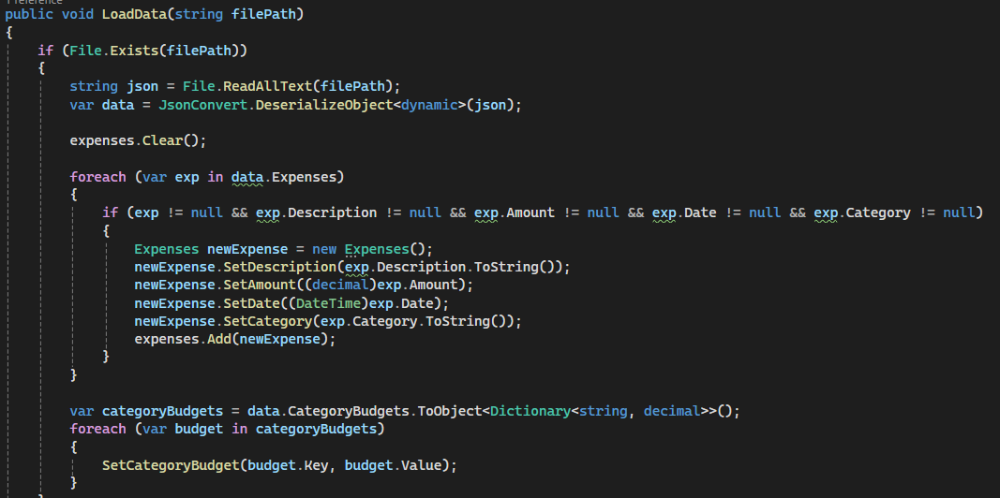 1 reference
public void LoadData(string filePath)
{
if (File.Exists(filePath))
{
string json = File.ReadAllText(filePath);
var data = JsonConvert.DeserializeObject<dynamic>(json);
expenses.Clear();
foreach (var exp in data.Expenses)
{
if (exp != null && exp.Description != null && exp.Amount != null && exp.Date != null && exp.Category != null)
{
Expenses newExpense = new Expenses();
newExpense.SetDescription(exp.Description.ToString());
newExpense.SetAmount((decimal)exp.Amount);
newExpense.SetDate((DateTime)exp.Date);
newExpense.SetCategory(exp.Category.ToString());
expenses.Add(newExpense);
}
}
var categoryBudgets = data.CategoryBudgets.ToObject<Dictionary<string, decimal>>();
foreach (var budget in categoryBudgets)
{
SetCategoryBudget(budget.Key, budget.Value);
}